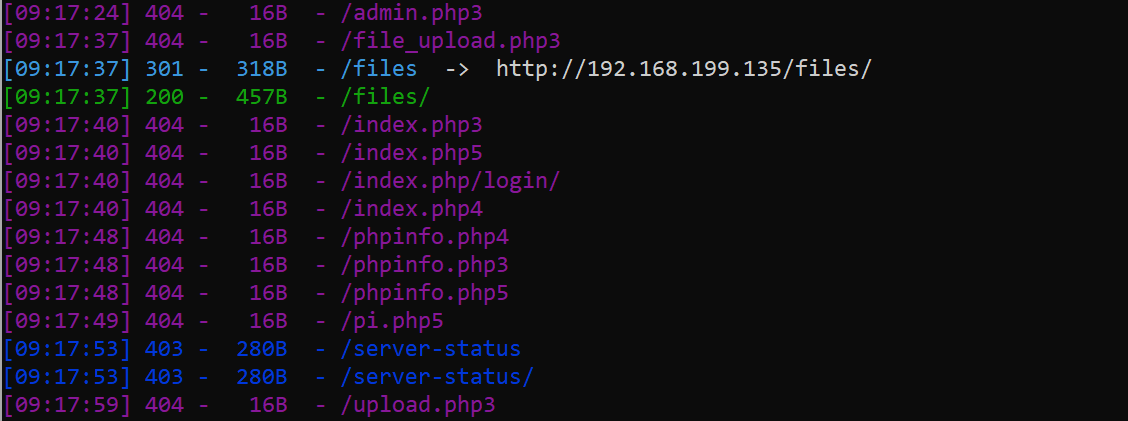 [09:17:24] 404 -   16B  - /admin.php3
[09:17:37] 404 -   16B  - /file_upload.php3
[09:17:37] 301 -  318B  - /files  ->  http://192.168.199.135/files/
[09:17:37] 200 -  457B  - /files/
[09:17:40] 404 -   16B  - /index.php3
[09:17:40] 404 -   16B  - /index.php5
[09:17:40] 404 -   16B  - /index.php/login/
[09:17:40] 404 -   16B  - /index.php4
[09:17:48] 404 -   16B  - /phpinfo.php4
[09:17:48] 404 -   16B  - /phpinfo.php3
[09:17:48] 404 -   16B  - /phpinfo.php5
[09:17:49] 404 -   16B  - /pi.php5
[09:17:53] 403 -  280B  - /server-status
[09:17:53] 403 -  280B  - /server-status/
[09:17:59] 404 -   16B  - /upload.php3